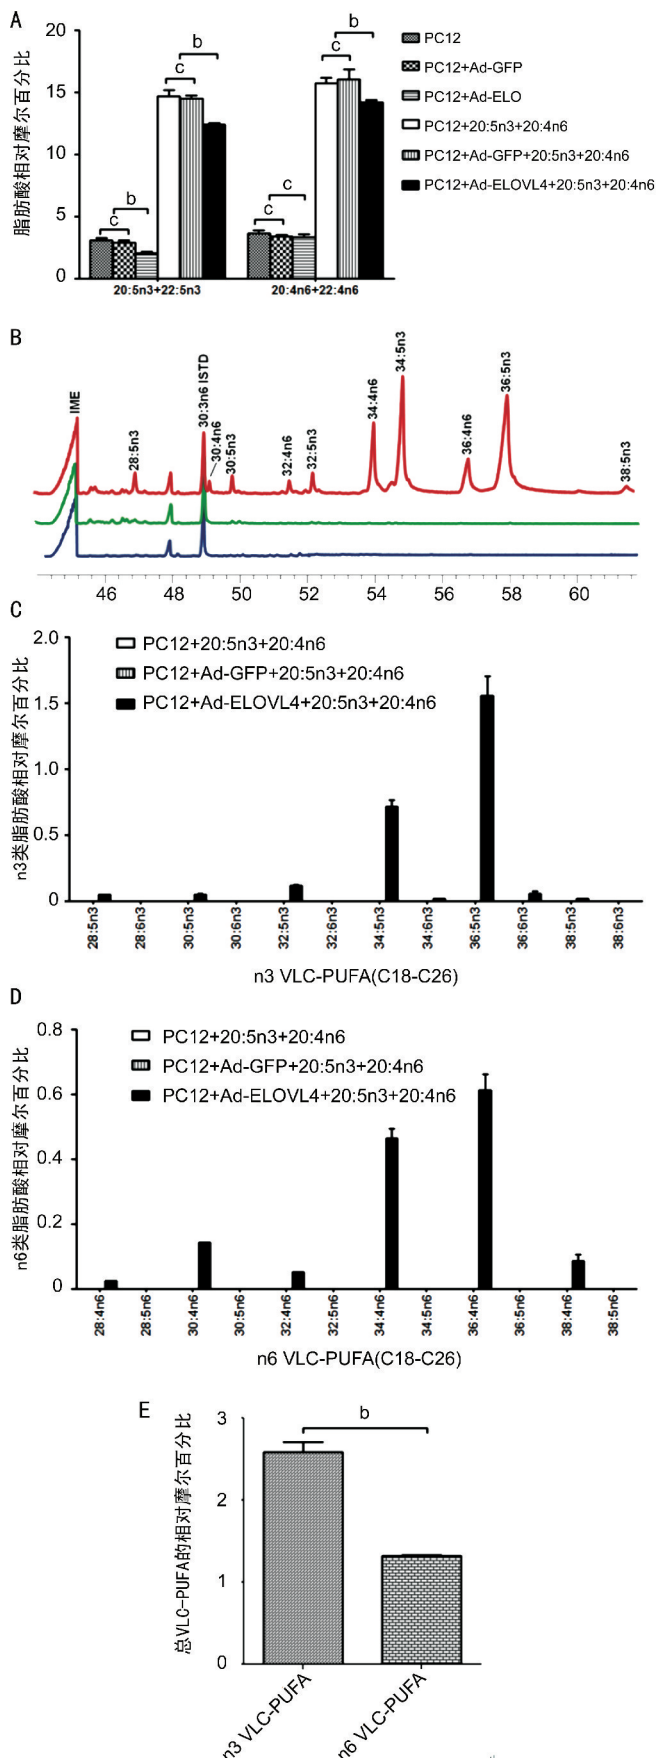 A
脂肪酸相对摩尔百分比
20
15
10
5
0
c
b
c
b
c
c
c
b
20:5n3+22:5n3
20:4n6+22:4n6
PC12
PC12+Ad-GFP
PC12+Ad-ELO
PC12+20:5n3+20:4n6
PC12+Ad-GFP+20:5n3+20:4n6
PC12+Ad-ELOVL4+20:5n3+20:4n6
B
IME
28:5n3
30:3n6 ISTD
30:4n6
30:5n3
32:4n6
32:5n3
34:4n6
34:5n3
36:4n6
36:5n3
38:5n3
46 48 50 52 54 56 58 60
C
n3类脂肪酸相对摩尔百分比
2.0
1.5
1.0
0.5
0
PC12+20:5n3+20:4n6
PC12+Ad-GFP+20:5n3+20:4n6
PC12+Ad-ELOVL4+20:5n3+20:4n6
28:5n3 28:6n3 30:5n3 30:6n3 32:5n3 32:6n3 34:5n3 34:6n3 36:5n3 36:6n3 38:5n3 38:6n3
n3 VLC-PUFA(C18-C26)
D
n6类脂肪酸相对摩尔百分比
0.8
0.6
0.4
0.2
0
PC12+20:5n3+20:4n6
PC12+Ad-GFP+20:5n3+20:4n6
PC12+Ad-ELOVL4+20:5n3+20:4n6
28:4n6 28:5n6 30:4n6 30:5n6 32:4n6 32:5n6 34:4n6 34:5n6 36:4n6 36:5n6 38:4n6 38:5n6
n6 VLC-PUFA(C18-C26)
E
总VLC-PUFA的相对摩尔百分比
3
2
1
0
b
n3 VLC-PUFA
n6 VLC-PUFA